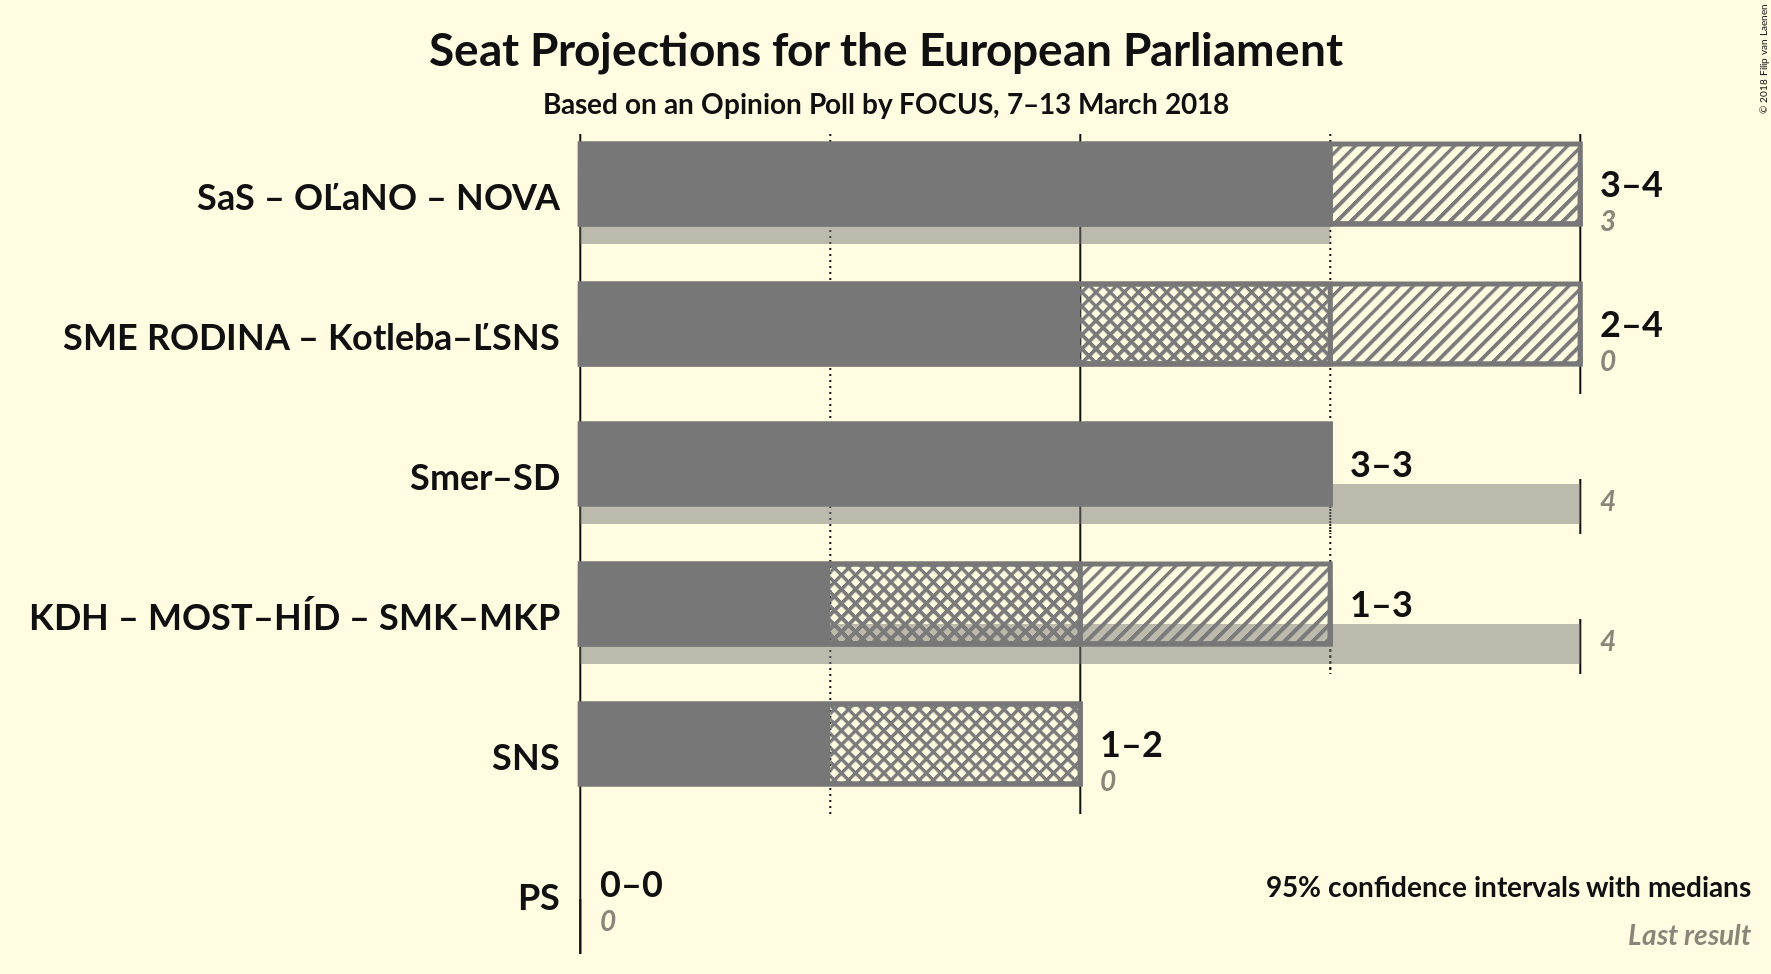 Seat Projections for the European Parliament
Based on an Opinion Poll by FOCUS, 7–13 March 2018
© 2018 Filip van Laenen
SaS – OĽaNO – NOVA
3–4
3
SME RODINA – Kotleba–ĽSNS
2–4
0
Smer–SD
3–3
4
KDH – MOST–HÍD – SMK–MKP
1–3
4
SNS
1–2
0
PS
0–0
0
95% confidence intervals with medians
Last result